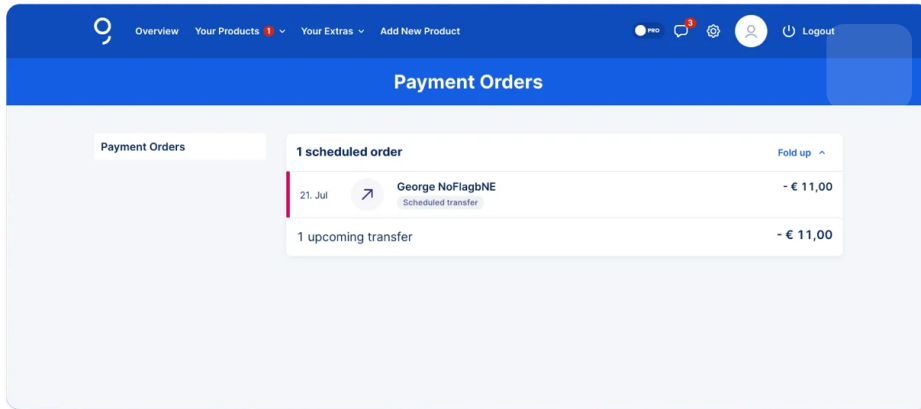 Overview Your Products 1 Your Extras Add New Product PRO 3 Logout
Payment Orders
Payment Orders
1 scheduled order Fold up
21. Jul George NoFlagbNE - € 11,00
Scheduled transfer
1 upcoming transfer - € 11,00